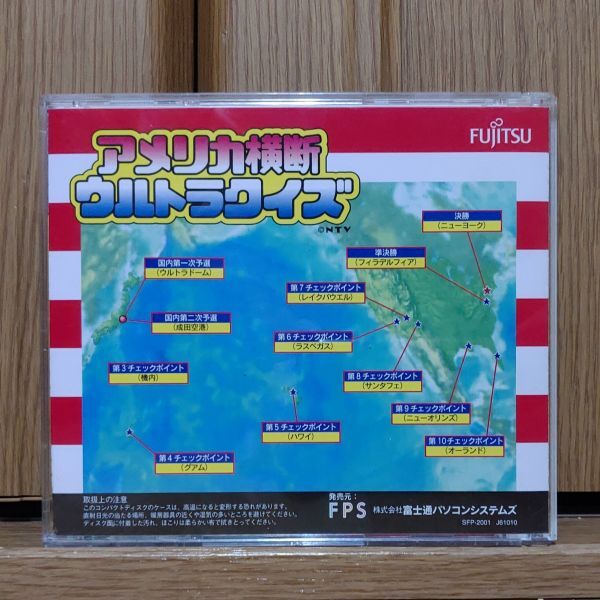 FUJITSU
アメリカ横断
ウルトラクイズ
©NTV
決勝
(ニューヨーク)
準決勝
(フィラデルフィア)
国内第一次予選
(ウルトラドーム)
第7チェックポイント
(レイクパウエル)
国内第二次予選
(成田空港)
第6チェックポイント
(ラスベガス)
第3チェックポイント
(機内)
第8チェックポイント
(サンタフェ)
第9チェックポイント
(ニューオリンズ)
第5チェックポイント
(ハワイ)
第10チェックポイント
(オーランド)
第4チェックポイント
(グアム)
取扱上の注意
このコンパクトディスクのケースは、高温になると変形する恐れがあります。
直射日光の当たる場所、暖房器具の近くや湿気の多いところを避けてください。
ディスク面に付着した汚れ、ほこりは柔らかい布で拭きとってください。
発売元:
FPS 株式会社富士通パソコンシステムズ
SFP-2001 J61010